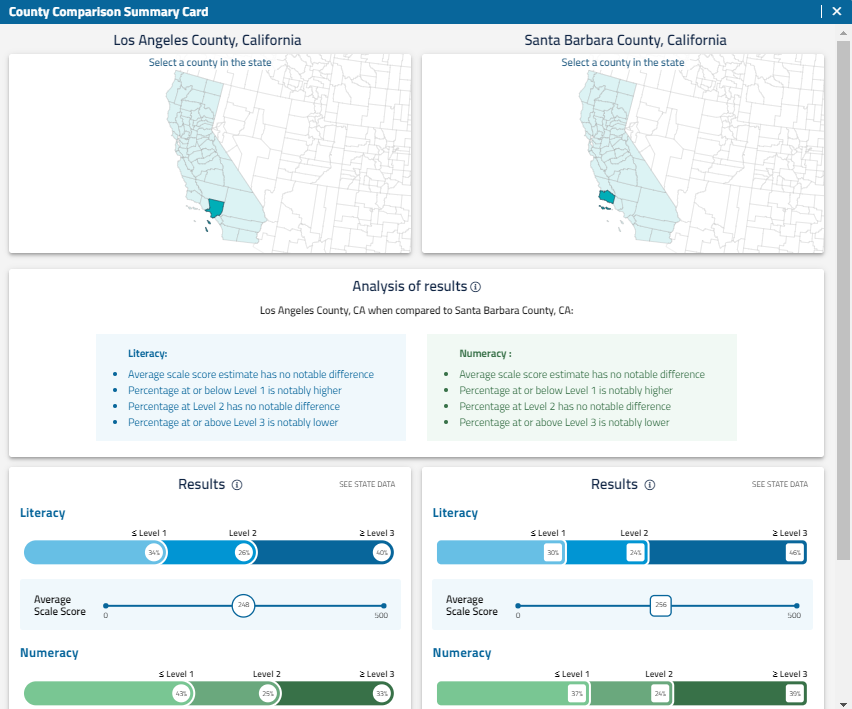 County Comparison Summary Card
Los Angeles County, California
Santa Barbara County, California
Select a county in the state
Select a county in the state
Analysis of results
Los Angeles County, CA when compared to Santa Barbara County, CA:
Literacy:
• Average scale score estimate has no notable difference
• Percentage at or below Level 1 is notably higher
• Percentage at Level 2 has no notable difference
• Percentage at or above Level 3 is notably lower
Numeracy :
• Average scale score estimate has no notable difference
• Percentage at or below Level 1 is notably higher
• Percentage at Level 2 has no notable difference
• Percentage at or above Level 3 is notably lower
Results
SEE STATE DATA
Literacy
≤ Level 1 Level 2 ≥ Level 3
34% 26% 40%
Average
Scale Score
248
0 500
Numeracy
≤ Level 1 Level 2 ≥ Level 3
43% 25% 33%
Results
SEE STATE DATA
Literacy
≤ Level 1 Level 2 ≥ Level 3
30% 24% 46%
Average
Scale Score
256
0 500
Numeracy
≤ Level 1 Level 2 ≥ Level 3
37% 24% 39%